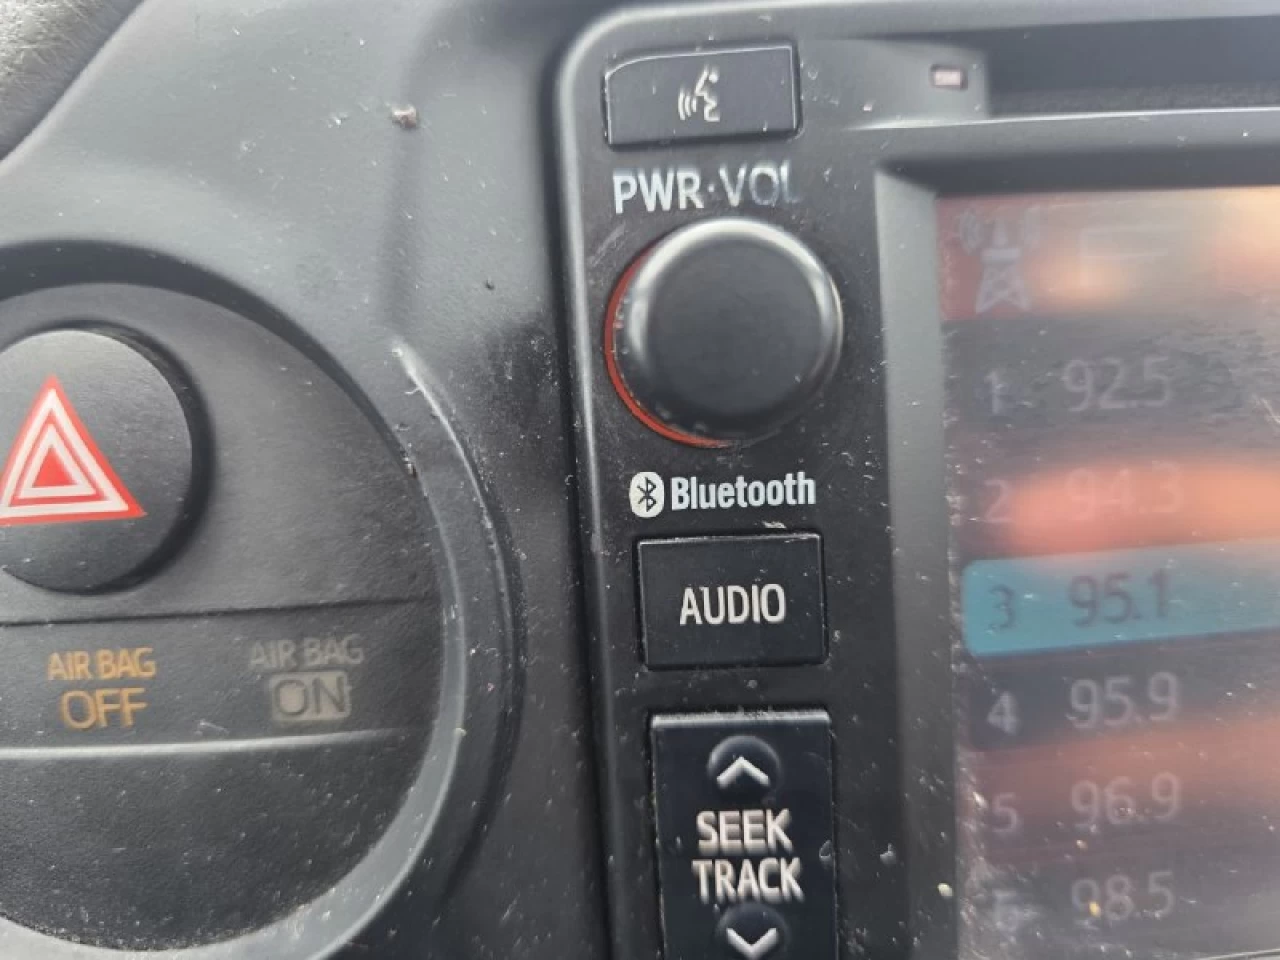 PWR·VOL
Bluetooth
AUDIO
SEEK
TRACK
AIR BAG
OFF
AIR BAG
ON
1 92.5
2 94.3
3 95.1
4 95.9
5 96.9
6 98.5